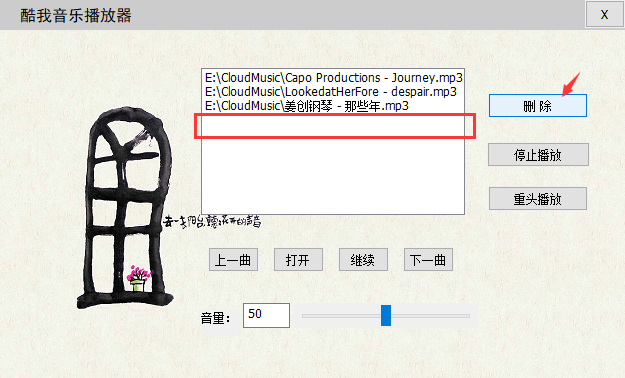 酷我音乐播放器
X
E:\CloudMusic\Capo Productions - Journey.mp3
E:\CloudMusic\LookedatHerFore - despair.mp3
E:\CloudMusic\姜创钢琴 - 那些年.mp3
删 除
停止播放
重头播放
上一曲
打开
继续
下一曲
音量：
50